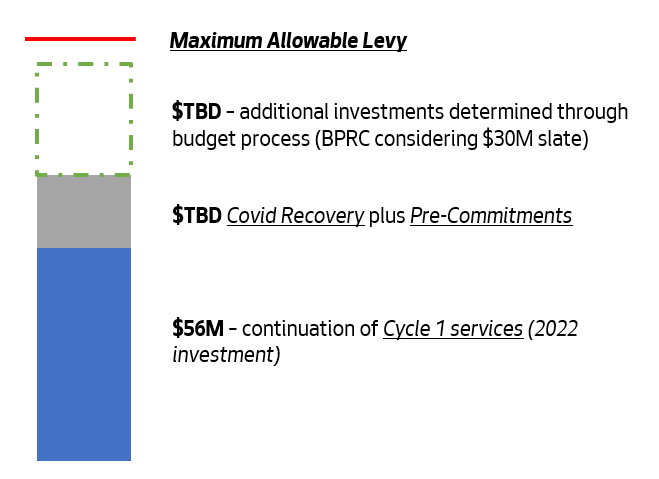 Maximum Allowable Levy
$TBD – additional investments determined through
budget process (BPRC considering $30M slate)
$TBD Covid Recovery plus Pre-Commitments
$56M – continuation of Cycle 1 services (2022
investment)